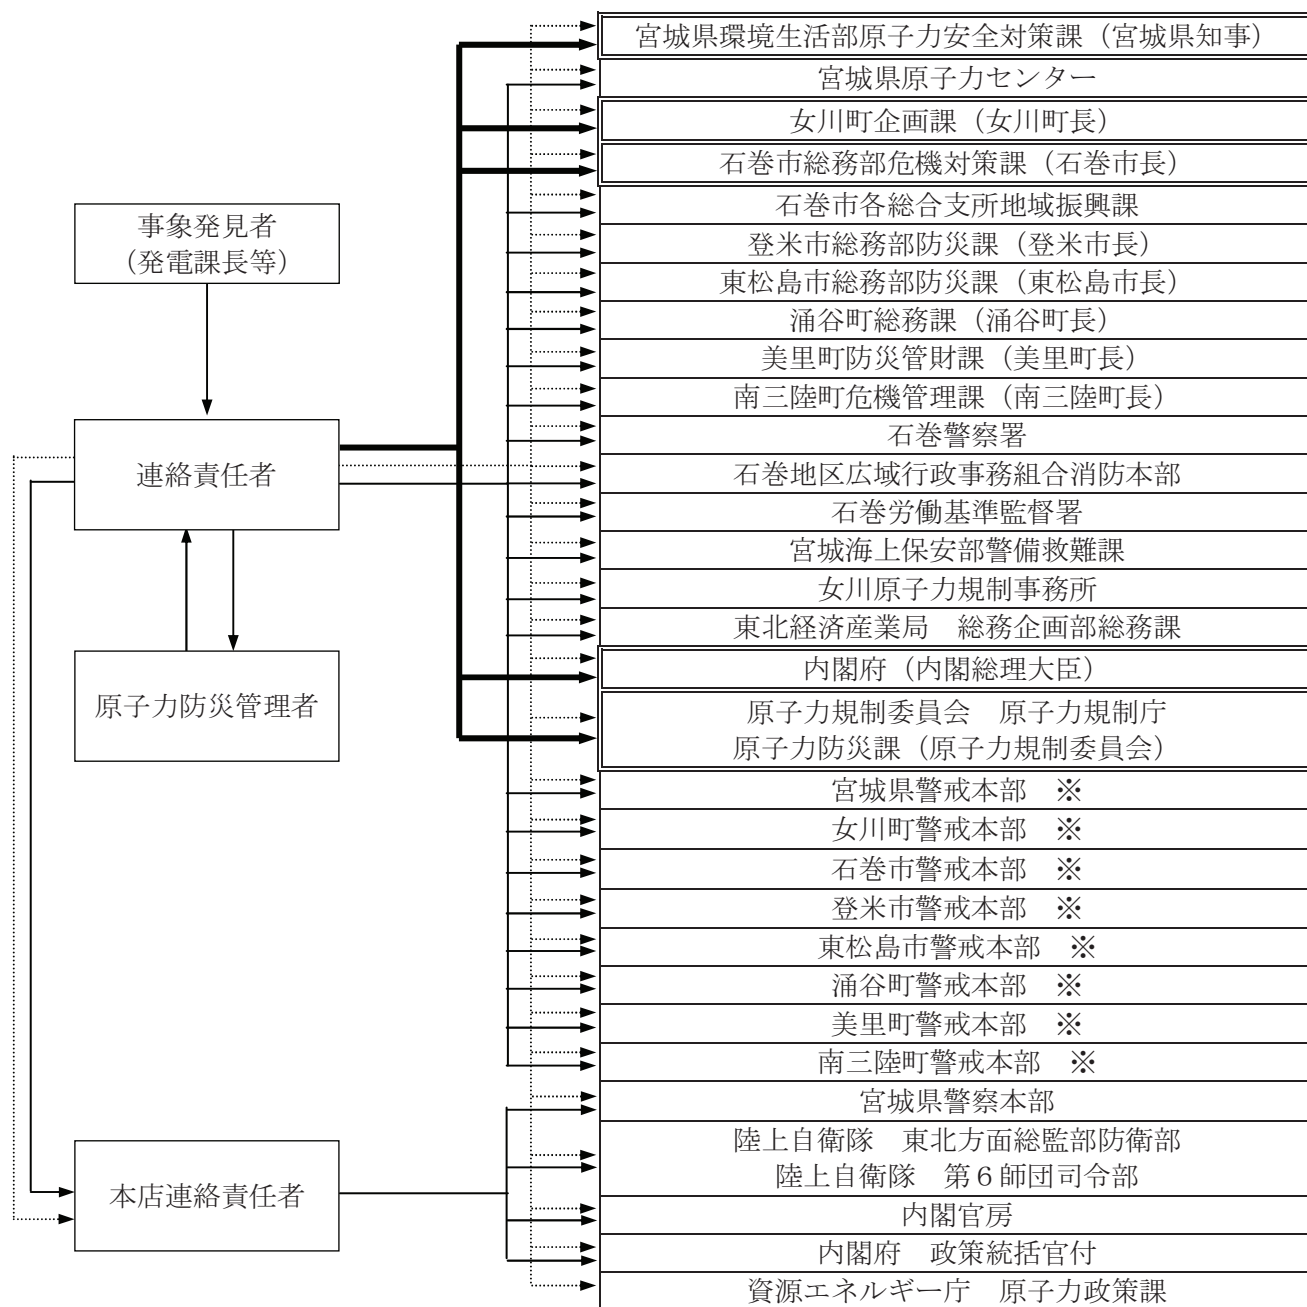 宮城県環境生活部原子力安全対策課（宮城県知事）
宮城県原子力センター
女川町企画課（女川町長）
石巻市総務部危機対策課（石巻市長）
石巻市各総合支所地域振興課
登米市総務部防災課（登米市長）
東松島市総務部防災課（東松島市長）
涌谷町総務課（涌谷町長）
美里町防災管財課（美里町長）
南三陸町危機管理課（南三陸町長）
石巻警察署
石巻地区広域行政事務組合消防本部
石巻労働基準監督署
宮城海上保安部警備救難課
女川原子力規制事務所
東北経済産業局　総務企画部総務課
内閣府（内閣総理大臣）
原子力規制委員会　原子力規制庁
原子力防災課（原子力規制委員会）
宮城県警戒本部　※
女川町警戒本部　※
石巻市警戒本部　※
登米市警戒本部　※
東松島市警戒本部　※
涌谷町警戒本部　※
美里町警戒本部　※
南三陸町警戒本部　※
宮城県警察本部
陸上自衛隊　東北方面総監部防衛部
陸上自衛隊　第６師団司令部
内閣官房
内閣府　政策統括官付
資源エネルギー庁　原子力政策課
事象発見者
（発電課長等）
連絡責任者
原子力防災管理者
本店連絡責任者